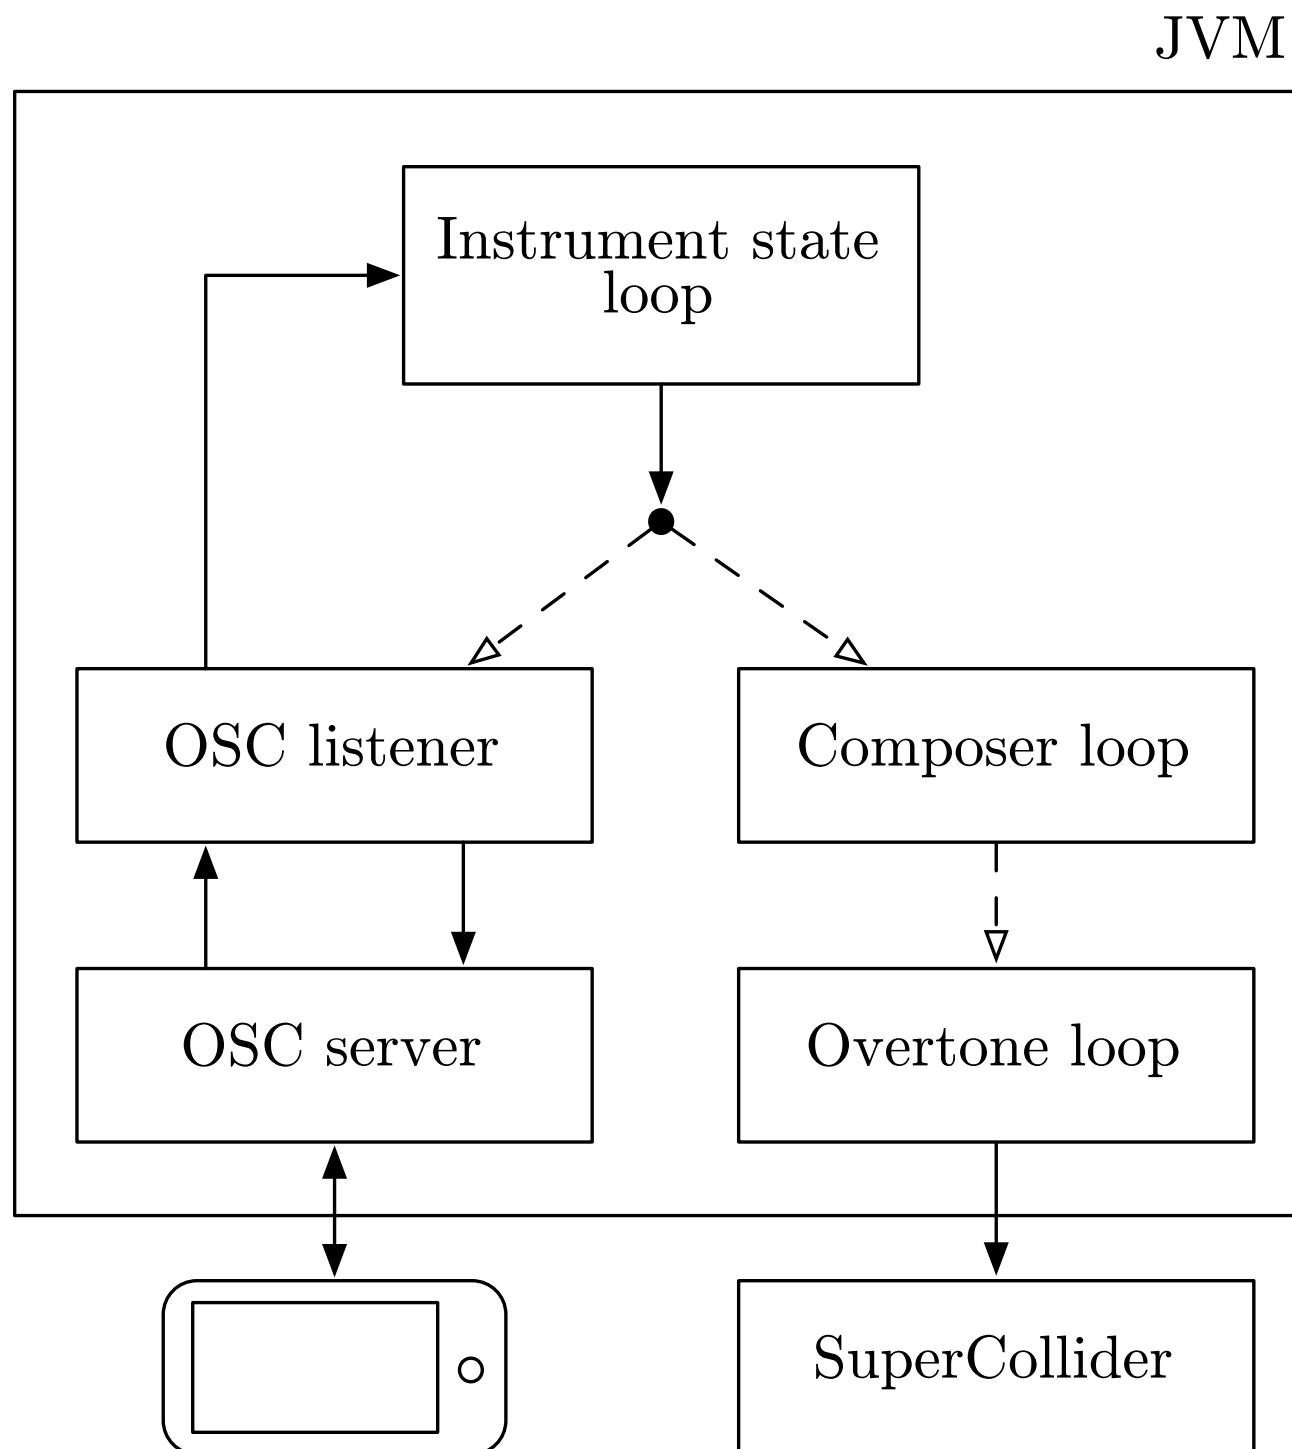 JVM
Instrument state
loop
OSC listener
Composer loop
OSC server
Overtone loop
SuperCollider